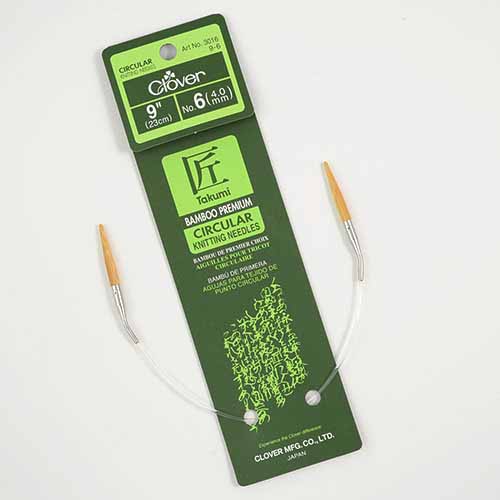 Art No. 3016
9-6
CIRCULAR
KNITTING NEEDLES
Clover
9"
(23cm)
No. 6 (4.0 mm)
匠
Takumi
BAMBOO PREMIUM
CIRCULAR
KNITTING NEEDLES
BAMBOU DE PREMIER CHOIX
AIGUILLES POUR TRICOT
CIRCULAIRE
BAMBÚ DE PRIMERA
AGUJAS PARA TEJIDO DE
PUNTO CIRCULAR
Experience the Clover difference!
CLOVER MFG. CO., LTD.
JAPAN